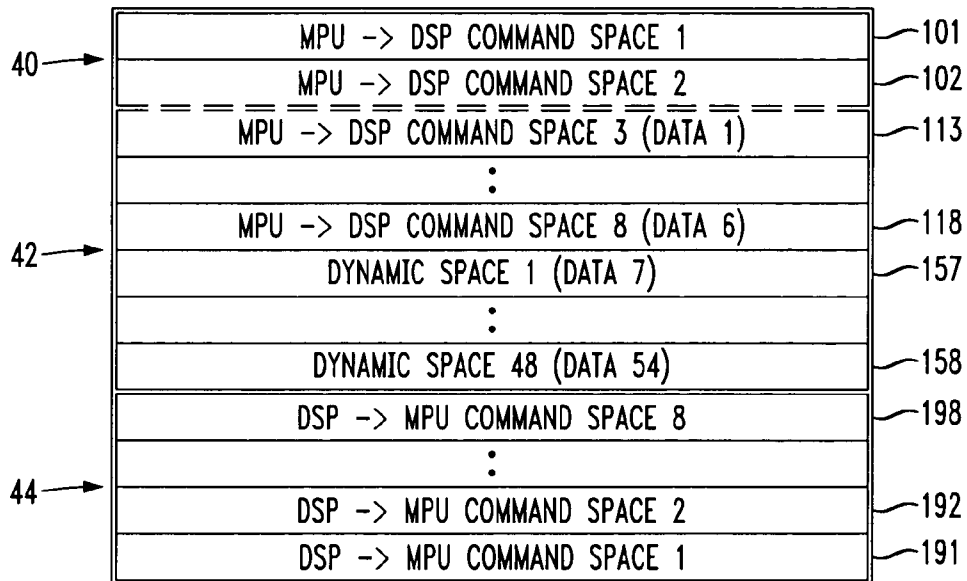 MPU -> DSP COMMAND SPACE 1 101
40
MPU -> DSP COMMAND SPACE 2 102
MPU -> DSP COMMAND SPACE 3 (DATA 1) 113
MPU -> DSP COMMAND SPACE 8 (DATA 6) 118
42
DYNAMIC SPACE 1 (DATA 7) 157
DYNAMIC SPACE 48 (DATA 54) 158
DSP -> MPU COMMAND SPACE 8 198
44
DSP -> MPU COMMAND SPACE 2 192
DSP -> MPU COMMAND SPACE 1 191